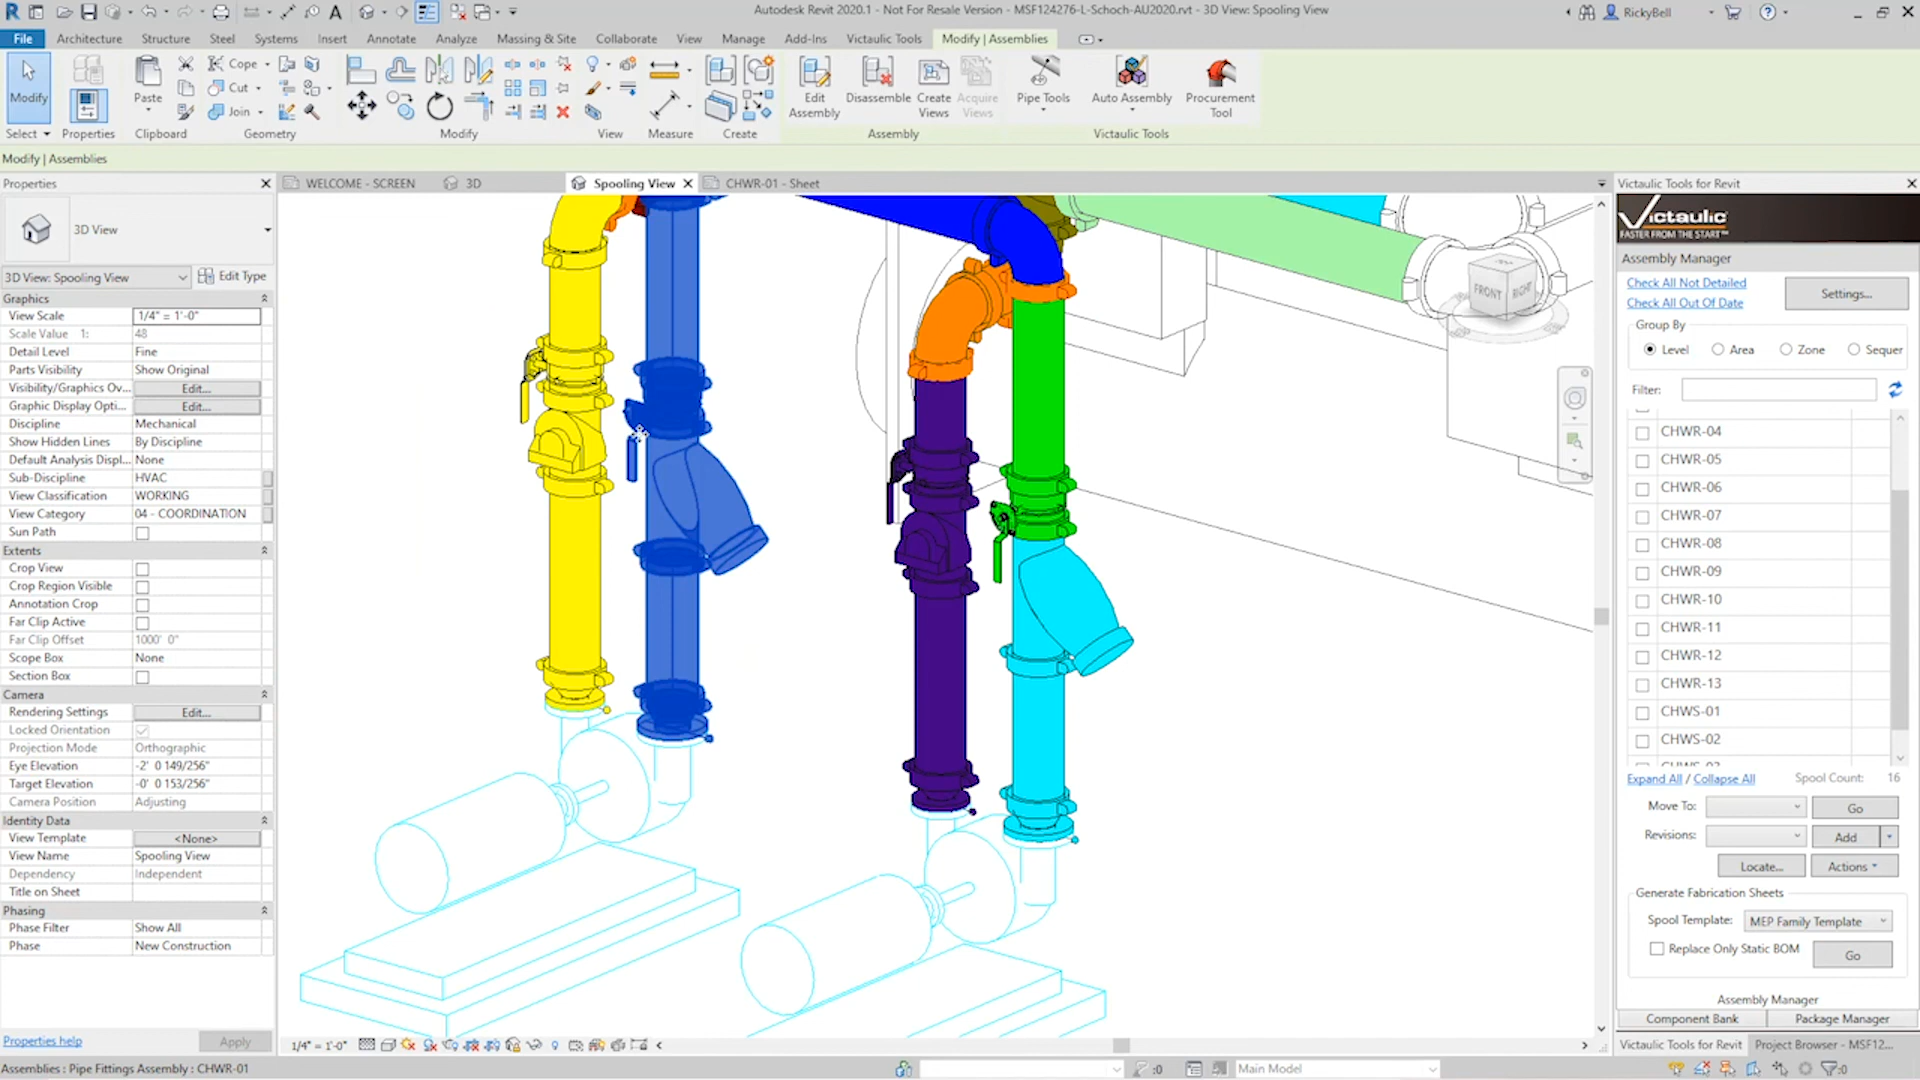 Autodesk Revit 2020.1 - Not For Resale Version - MSF124276-L-Schoch-AU2020.rvt - 3D View: Spooling View
RickyBell
File Architecture Structure Steel Systems Insert Annotate Analyze Massing & Site Collaborate View Manage Add-Ins Victaulic Tools Modify | Assemblies
Modify
Paste
Cope
Cut
Join
Edit Assembly
Disassemble
Create Views
Acquire Views
Pipe Tools
Auto Assembly
Procurement Tool
Select Properties Clipboard Geometry Modify View Measure Create Assembly Victaulic Tools
Modify | Assemblies
Properties
WELCOME - SCREEN
3D
Spooling View
CHWR-01 - Sheet
3D View
3D View: Spooling View
Edit Type
Graphics
View Scale 1/4" = 1'-0"
Scale Value 1: 48
Detail Level Fine
Parts Visibility Show Original
Visibility/Graphics Ov... Edit...
Graphic Display Opti... Edit...
Discipline Mechanical
Show Hidden Lines By Discipline
Default Analysis Displ... None
Sub-Discipline HVAC
View Classification WORKING
View Category 04 - COORDINATION
Sun Path
Extents
Crop View
Crop Region Visible
Annotation Crop
Far Clip Active
Far Clip Offset 1000' 0"
Scope Box None
Section Box
Camera
Rendering Settings Edit...
Locked Orientation
Projection Mode Orthographic
Eye Elevation -2' 0 149/256"
Target Elevation -0' 0 153/256"
Camera Position Adjusting
Identity Data
View Template <None>
View Name Spooling View
Dependency Independent
Title on Sheet
Phasing
Phase Filter Show All
Phase New Construction
Properties help
Apply
FRONT
RIGHT
1/4" = 1'-0"
Victaulic Tools for Revit
Victaulic
FASTER FROM THE START™
Assembly Manager
Check All Not Detailed
Check All Out Of Date
Settings...
Group By
Level Area Zone Sequer
Filter:
CHWR-04
CHWR-05
CHWR-06
CHWR-07
CHWR-08
CHWR-09
CHWR-10
CHWR-11
CHWR-12
CHWR-13
CHWS-01
CHWS-02
Expand All / Collapse All
Spool Count: 16
Move To: Go
Revisions: Add
Locate...
Actions
Generate Fabrication Sheets
Spool Template: MEP Family Template
Replace Only Static BOM
Go
Assembly Manager
Component Bank
Package Manager
Victaulic Tools for Revit
Project Browser - MSF12...
Assemblies : Pipe Fittings Assembly : CHWR-01
:0
Main Model
:0